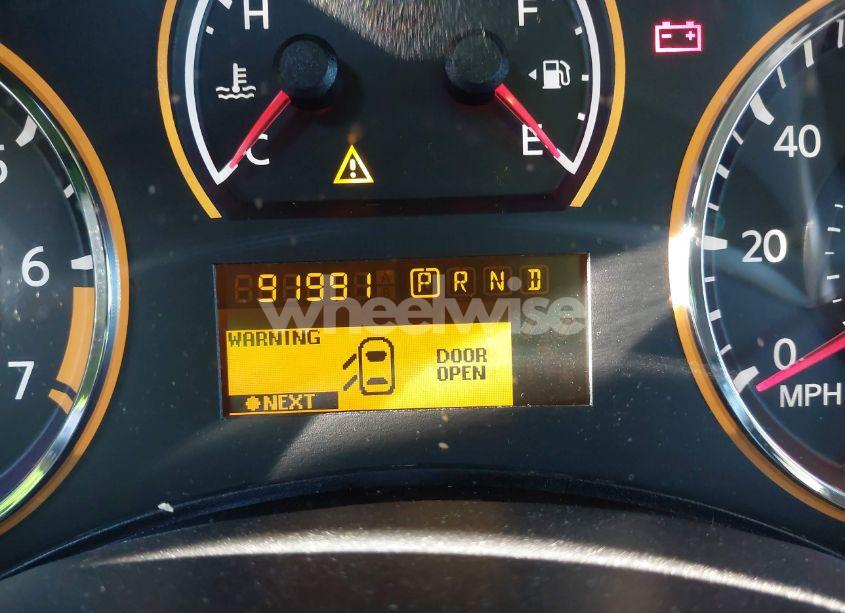 H F
C E
5
6
7
40
20
0
MPH
91991 P R N D
wheelwise
WARNING
DOOR
OPEN
NEXT